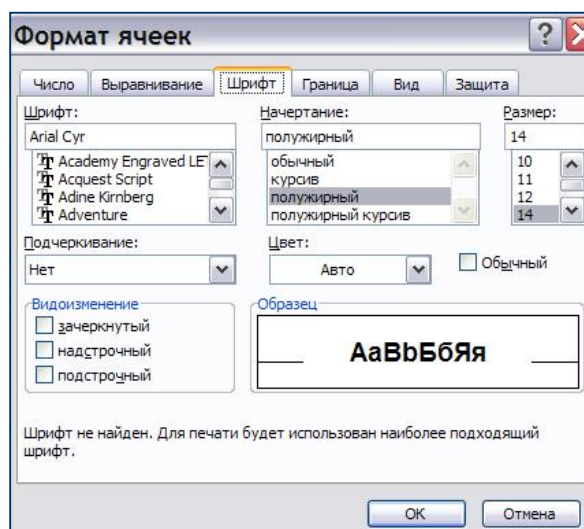 Формат ячеек
Число Выравнивание Шрифт Граница Вид Защита
Шрифт: Начертание: Размер:
Arial Cyr полужирный 14
Academy Engraved LET обычный 10
Acquest Script курсив 11
Adine Kirnberg полужирный 12
Adventure полужирный курсив 14
Подчеркивание: Цвет:
Нет Авто Обычный
Видоизменение Образец
зачеркнутый
надстрочный АаВbБбЯя
подстрочный
Шрифт не найден. Для печати будет использован наиболее подходящий
шрифт.
ОК Отмена